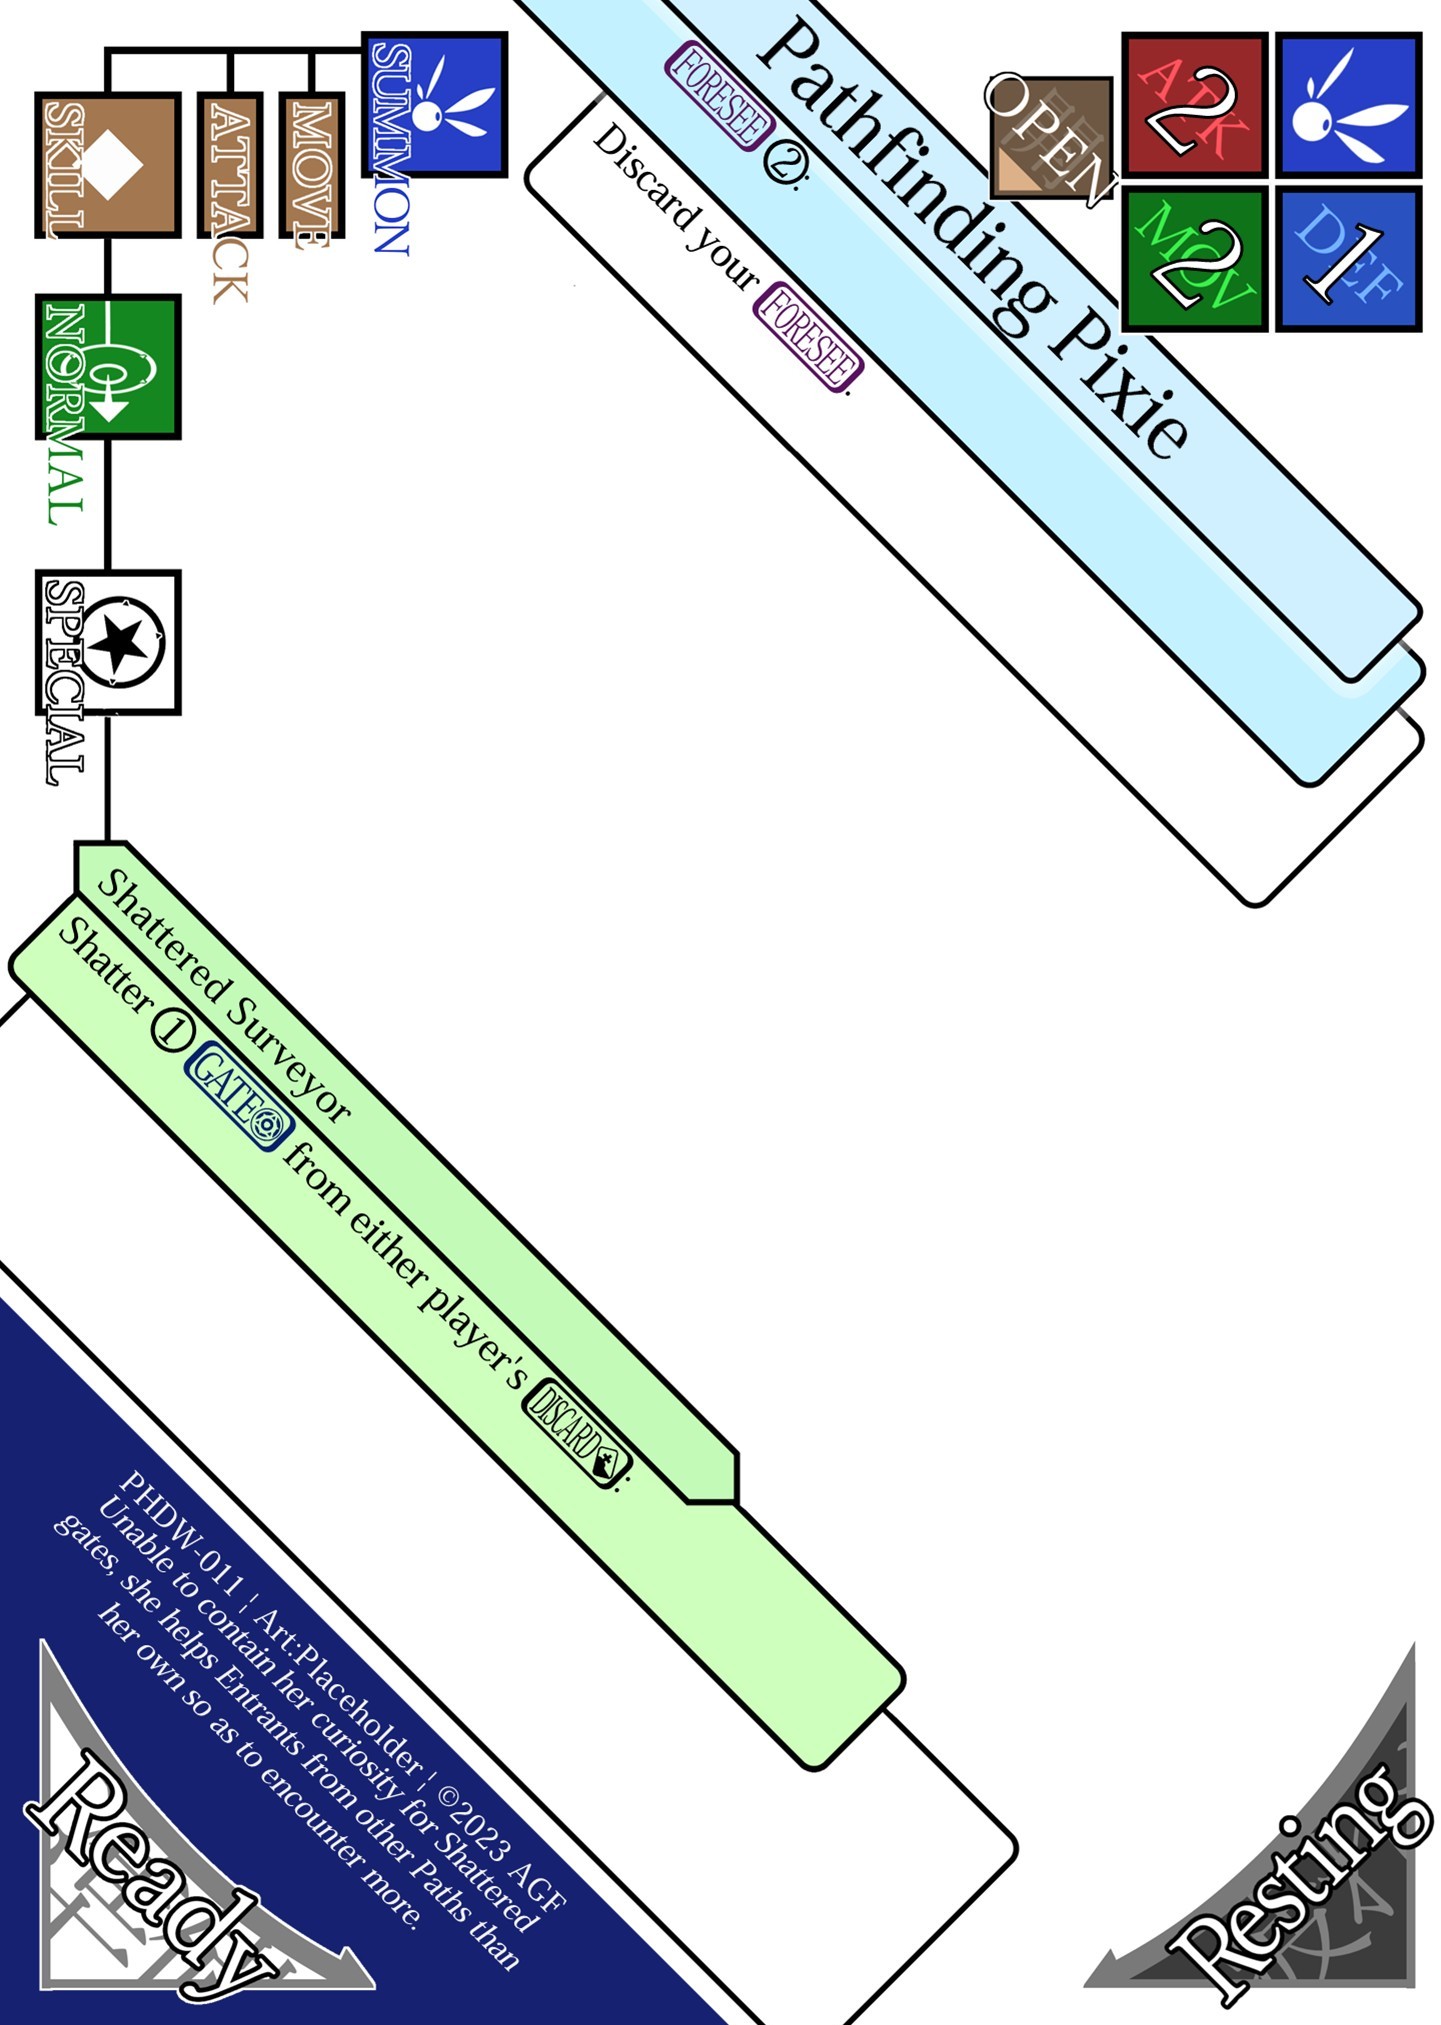 Pathfinding Pixie
FORESEE ②:
Discard your FORESEE.
OPEN
ATK 2
DEF 1
MOV 2
SUMMON
MOVE
ATTACK
SKILL
NORMAL
SPECIAL
Shattered Surveyor
Shatter ① GATE from either player's DISCARD:
PHDW-011 ¦ Art:Placeholder ¦ ©2023 AGF
Unable to contain her curiosity for Shattered
gates, she helps Entrants from other Paths than
her own so as to encounter more.
Ready
Resting